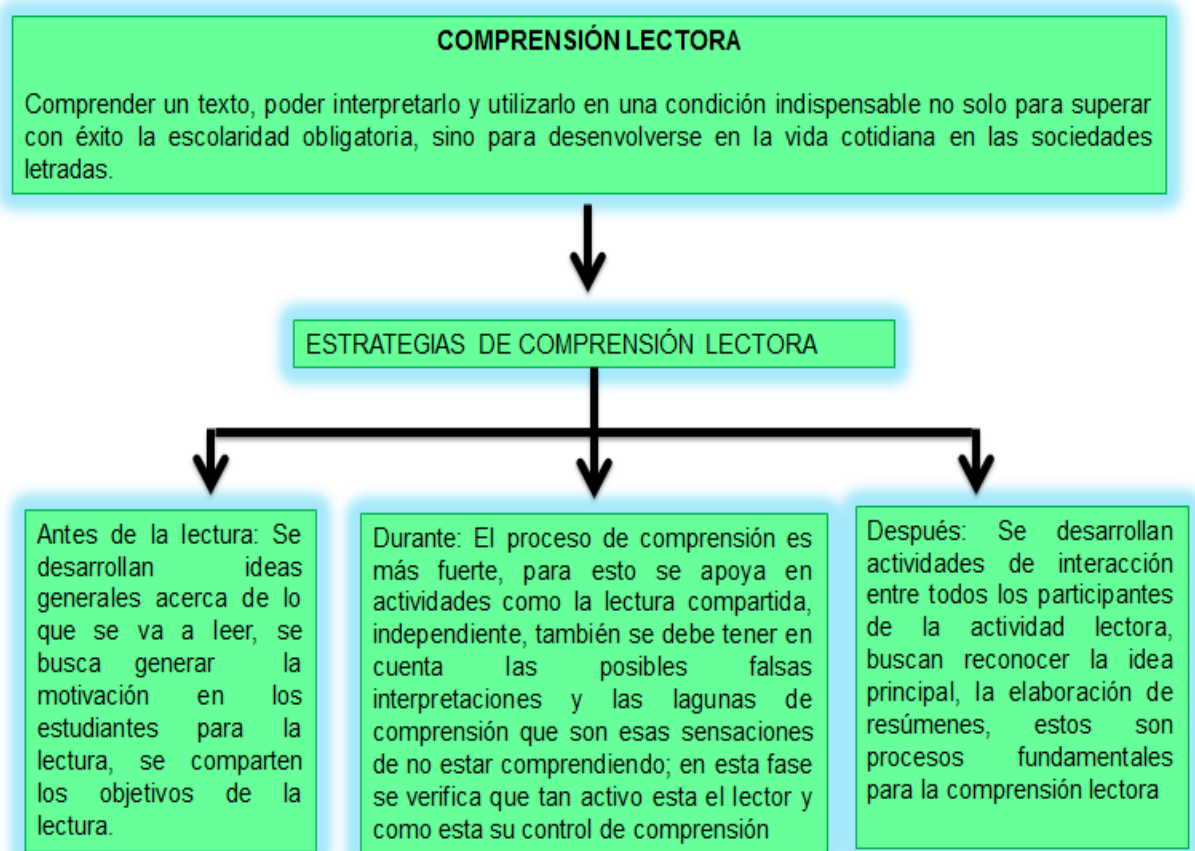 COMPRENSIÓN LECTORA
Comprender un texto, poder interpretarlo y utilizarlo en una condición indispensable no solo para superar
con éxito la escolaridad obligatoria, sino para desenvolverse en la vida cotidiana en las sociedades
letradas.
ESTRATEGIAS DE COMPRENSIÓN LECTORA
Antes de la lectura: Se
desarrollan ideas
generales acerca de lo
que se va a leer, se
busca generar la
motivación en los
estudiantes para la
lectura, se comparten
los objetivos de la
lectura.
Durante: El proceso de comprensión es
más fuerte, para esto se apoya en
actividades como la lectura compartida,
independiente, también se debe tener en
cuenta las posibles falsas
interpretaciones y las lagunas de
comprensión que son esas sensaciones
de no estar comprendiendo; en esta fase
se verifica que tan activo esta el lector y
como esta su control de comprensión
Después: Se desarrollan
actividades de interacción
entre todos los participantes
de la actividad lectora,
buscan reconocer la idea
principal, la elaboración de
resúmenes, estos son
procesos fundamentales
para la comprensión lectora